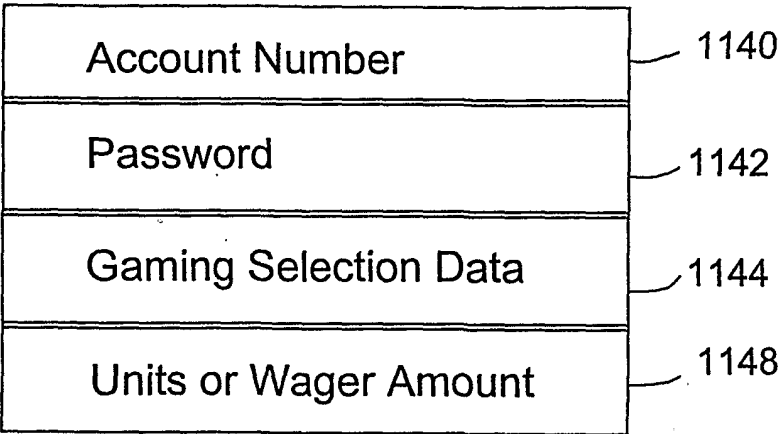 Account Number 1140
Password 1142
Gaming Selection Data 1144
Units or Wager Amount 1148